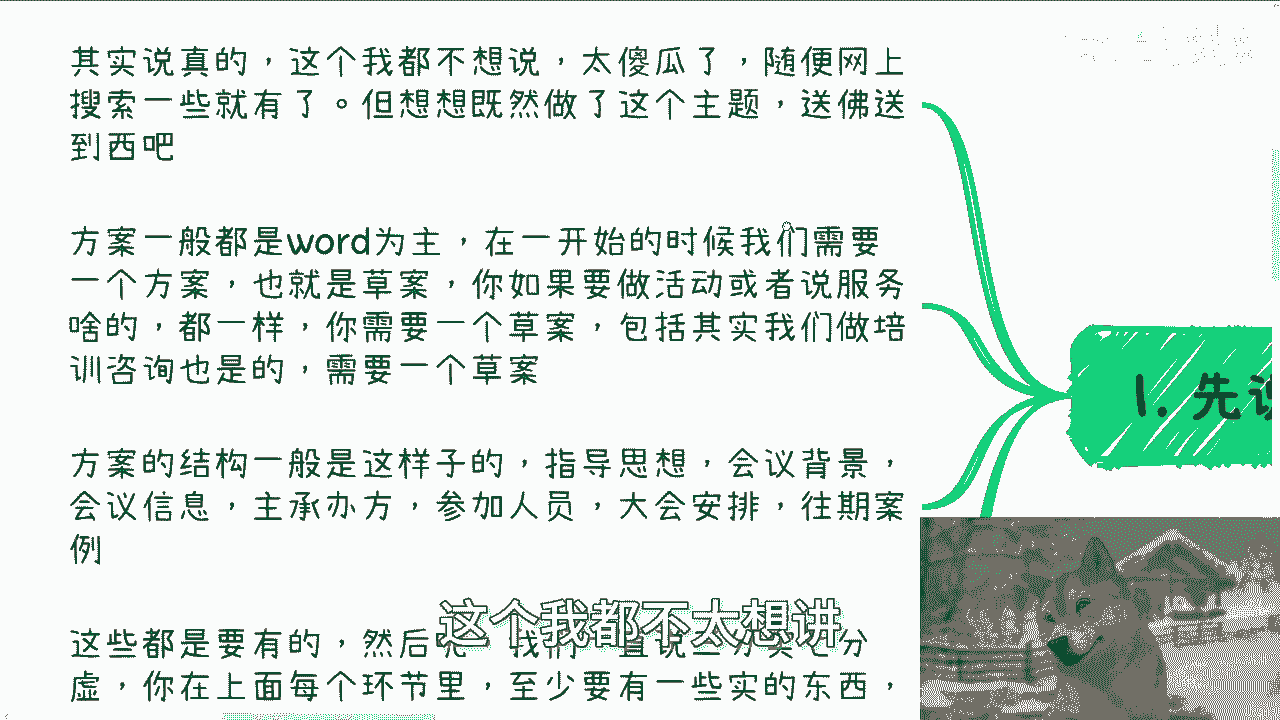 其实说真的，这个我都不想说，太傻瓜了，随便网上
搜索一些就有了。但想想既然做了这个主题，送佛送
到西吧
方案一般都是word为主，在一开始的时候我们需要
一个方案，也就是草案，你如果要做活动或者说服务
啥的，都一样，你需要一个草案，包括其实我们做培
训咨询也是的，需要一个草案
方案的结构一般是这样子的，指导思想，会议背景，
会议信息，主承办方，参加人员，大会安排，往期案
例
这些都是要有的，然后 我们一直说 分
虚，你在上面每个环节里，至少要有一些实的东西，
1. 先说
这个我都不太想讲